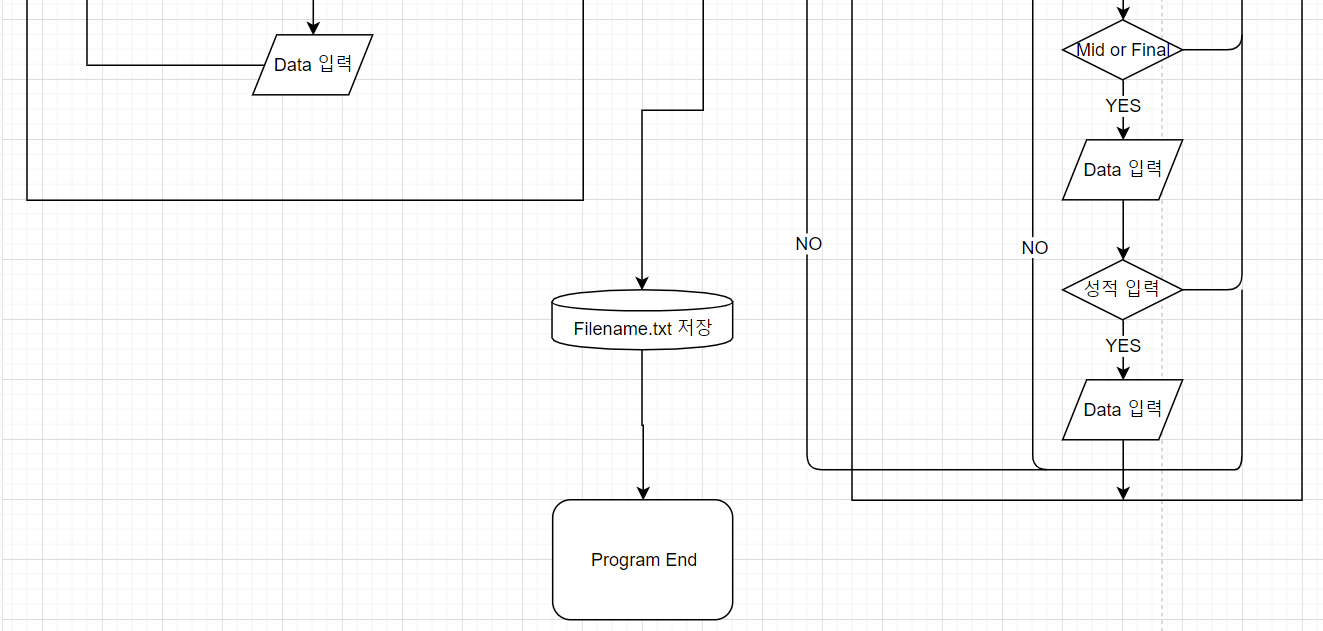 Data 입력
Filename.txt 저장
Program End
NO
NO
Mid or Final
YES
Data 입력
성적 입력
YES
Data 입력